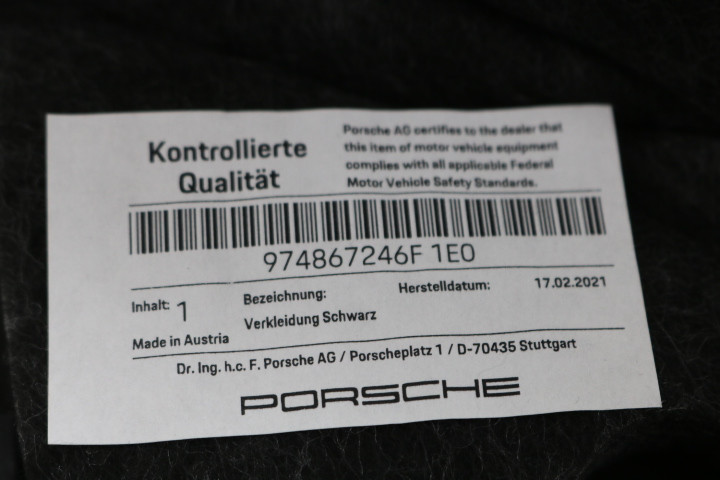 Kontrollierte
Qualität
Porsche AG certifies to the dealer that
this item of motor vehicle equipment
complies with all applicable Federal
Motor Vehicle Safety Standards.
974867246F 1E0
Inhalt: 1
Bezeichnung:
Verkleidung Schwarz
Herstelldatum:
17.02.2021
Made in Austria
Dr. Ing. h.c. F. Porsche AG / Porscheplatz 1 / D-70435 Stuttgart
PORSCHE